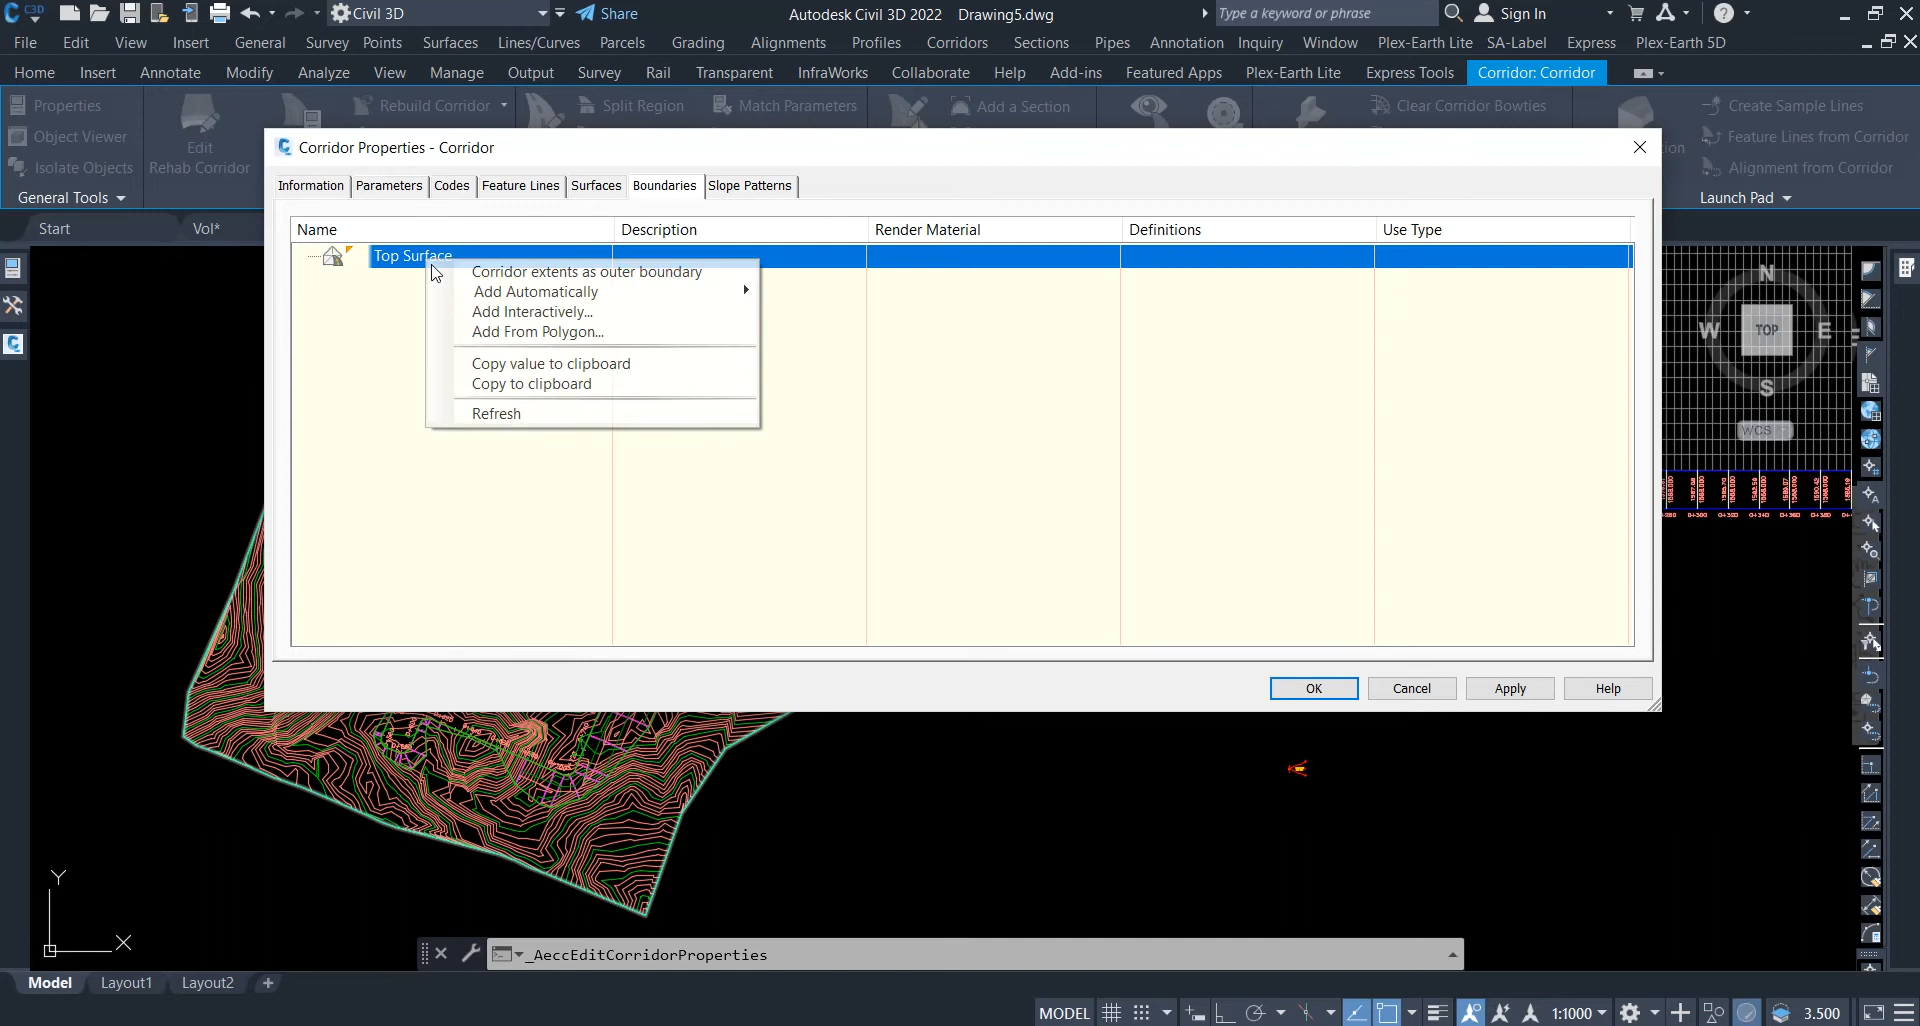 C3D
Civil 3D
Share
Autodesk Civil 3D 2022 Drawing5.dwg
Type a keyword or phrase
Sign In
File Edit View Insert General Survey Points Surfaces Lines/Curves Parcels Grading Alignments Profiles Corridors Sections Pipes Annotation Inquiry Window Plex-Earth Lite SA-Label Express Plex-Earth 5D
Home Insert Annotate Modify Analyze View Manage Output Survey Rail Transparent InfraWorks Collaborate Help Add-ins Featured Apps Plex-Earth Lite Express Tools Corridor: Corridor
Properties
Object Viewer
Isolate Objects
General Tools
Edit
Rehab Corridor
Rebuild Corridor
Split Region
Match Parameters
Add a Section
Clear Corridor Bowties
Create Sample Lines
Feature Lines from Corridor
Alignment from Corridor
Launch Pad
Start
Vol*
Corridor Properties - Corridor
Information Parameters Codes Feature Lines Surfaces Boundaries Slope Patterns
Name Description Render Material Definitions Use Type
Top Surface
Corridor extents as outer boundary
Add Automatically
Add Interactively...
Add From Polygon...
Copy value to clipboard
Copy to clipboard
Refresh
OK Cancel Apply Help
N
W TOP E
S
WCS
Y
X
_AeccEditCorridorProperties
Model Layout1 Layout2 +
MODEL
1:1000
3.500